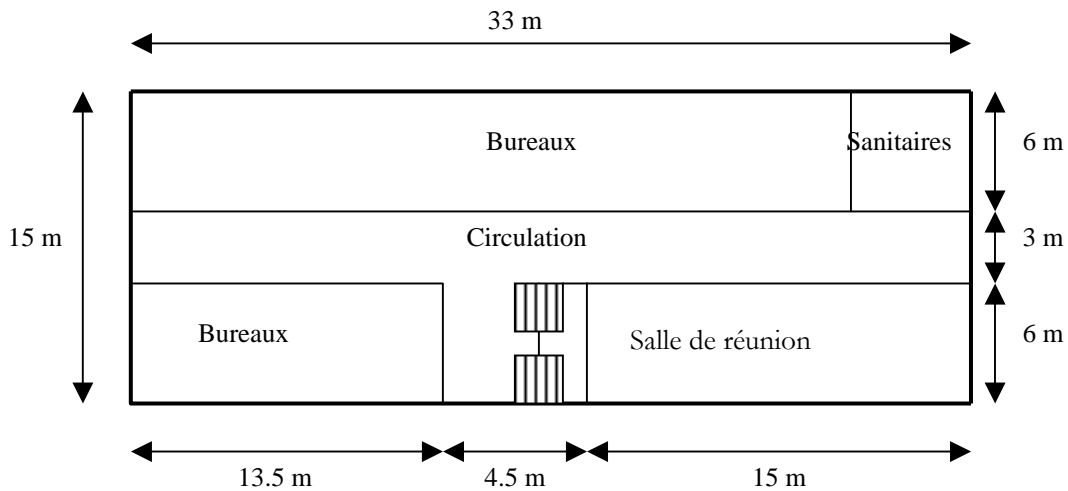 33 m
Bureaux
Sanitaires
6 m
15 m
Circulation
3 m
Bureaux
Salle de réunion
6 m
13.5 m
4.5 m
15 m